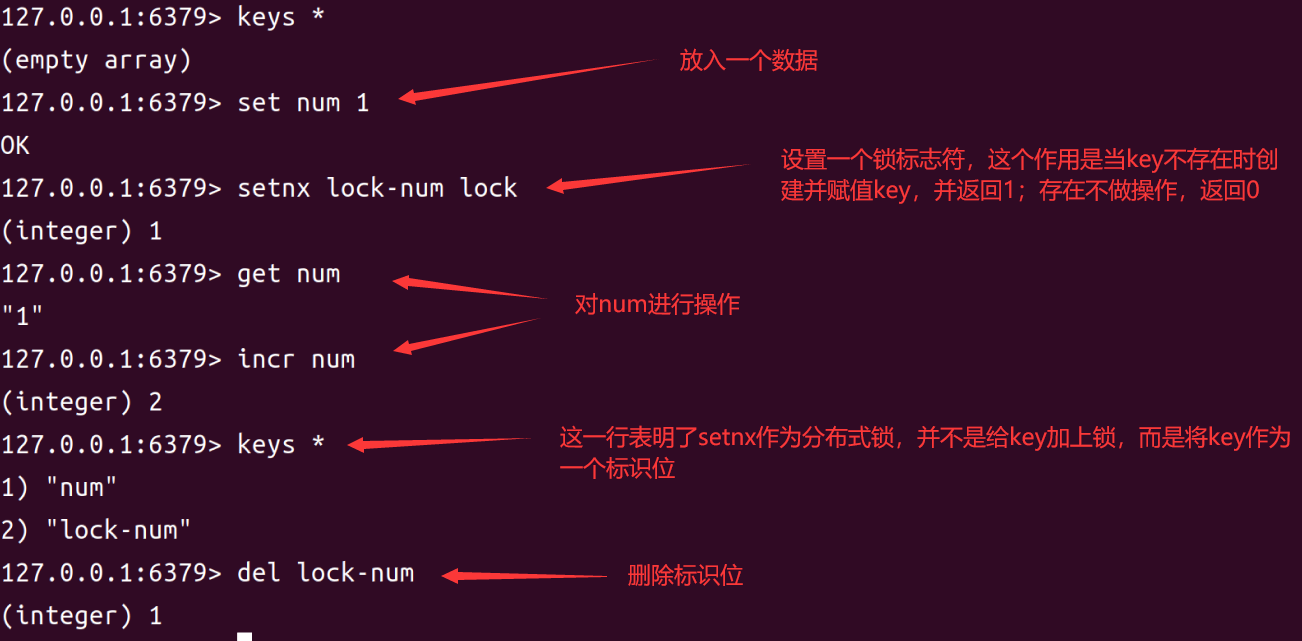 127.0.0.1:6379> keys *
(empty array)
放入一个数据
127.0.0.1:6379> set num 1
OK
设置一个锁标志符，这个作用是当key不存在时创
建并赋值key，并返回1；存在不做操作，返回0
127.0.0.1:6379> setnx lock-num lock
(integer) 1
127.0.0.1:6379> get num
"1"
对num进行操作
127.0.0.1:6379> incr num
(integer) 2
127.0.0.1:6379> keys *
这一行表明了setnx作为分布式锁，并不是给key加上锁，而是将key作为
一个标识位
1) "num"
2) "lock-num"
127.0.0.1:6379> del lock-num
删除标识位
(integer) 1